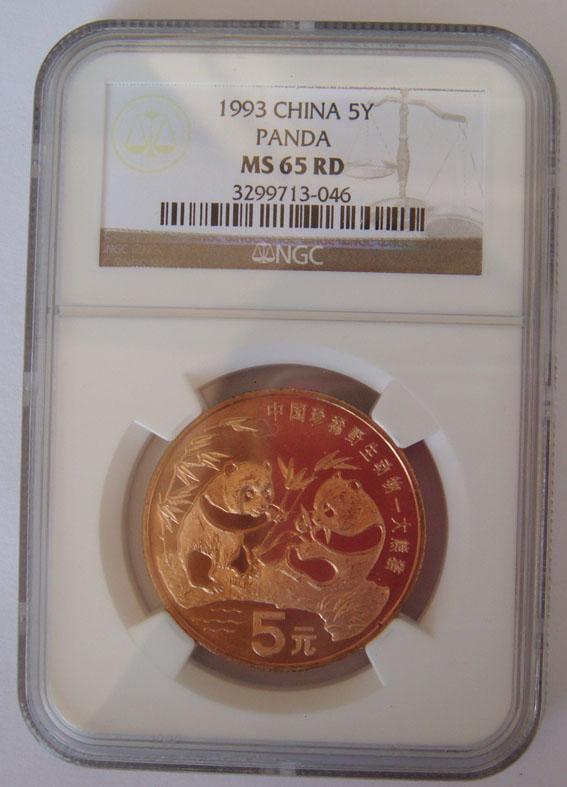 1993 CHINA 5Y
PANDA
MS 65 RD
3299713-046
NGC
中国珍稀野生动物—大熊猫
5元